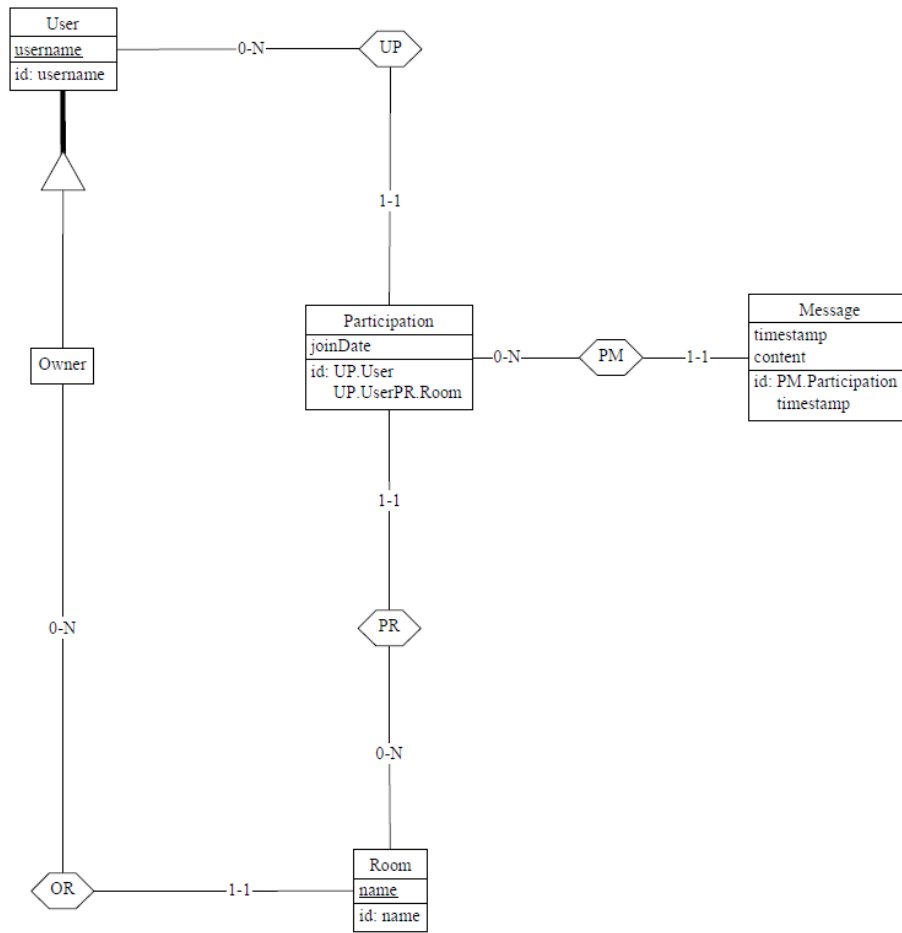 User
username
id: username
0-N
UP
1-1
Participation
joinDate
id: UP.User
UP.UserPR.Room
0-N
PM
1-1
Message
timestamp
content
id: PM.Participation
timestamp
Owner
1-1
0-N
PR
0-N
Room
name
id: name
OR
1-1